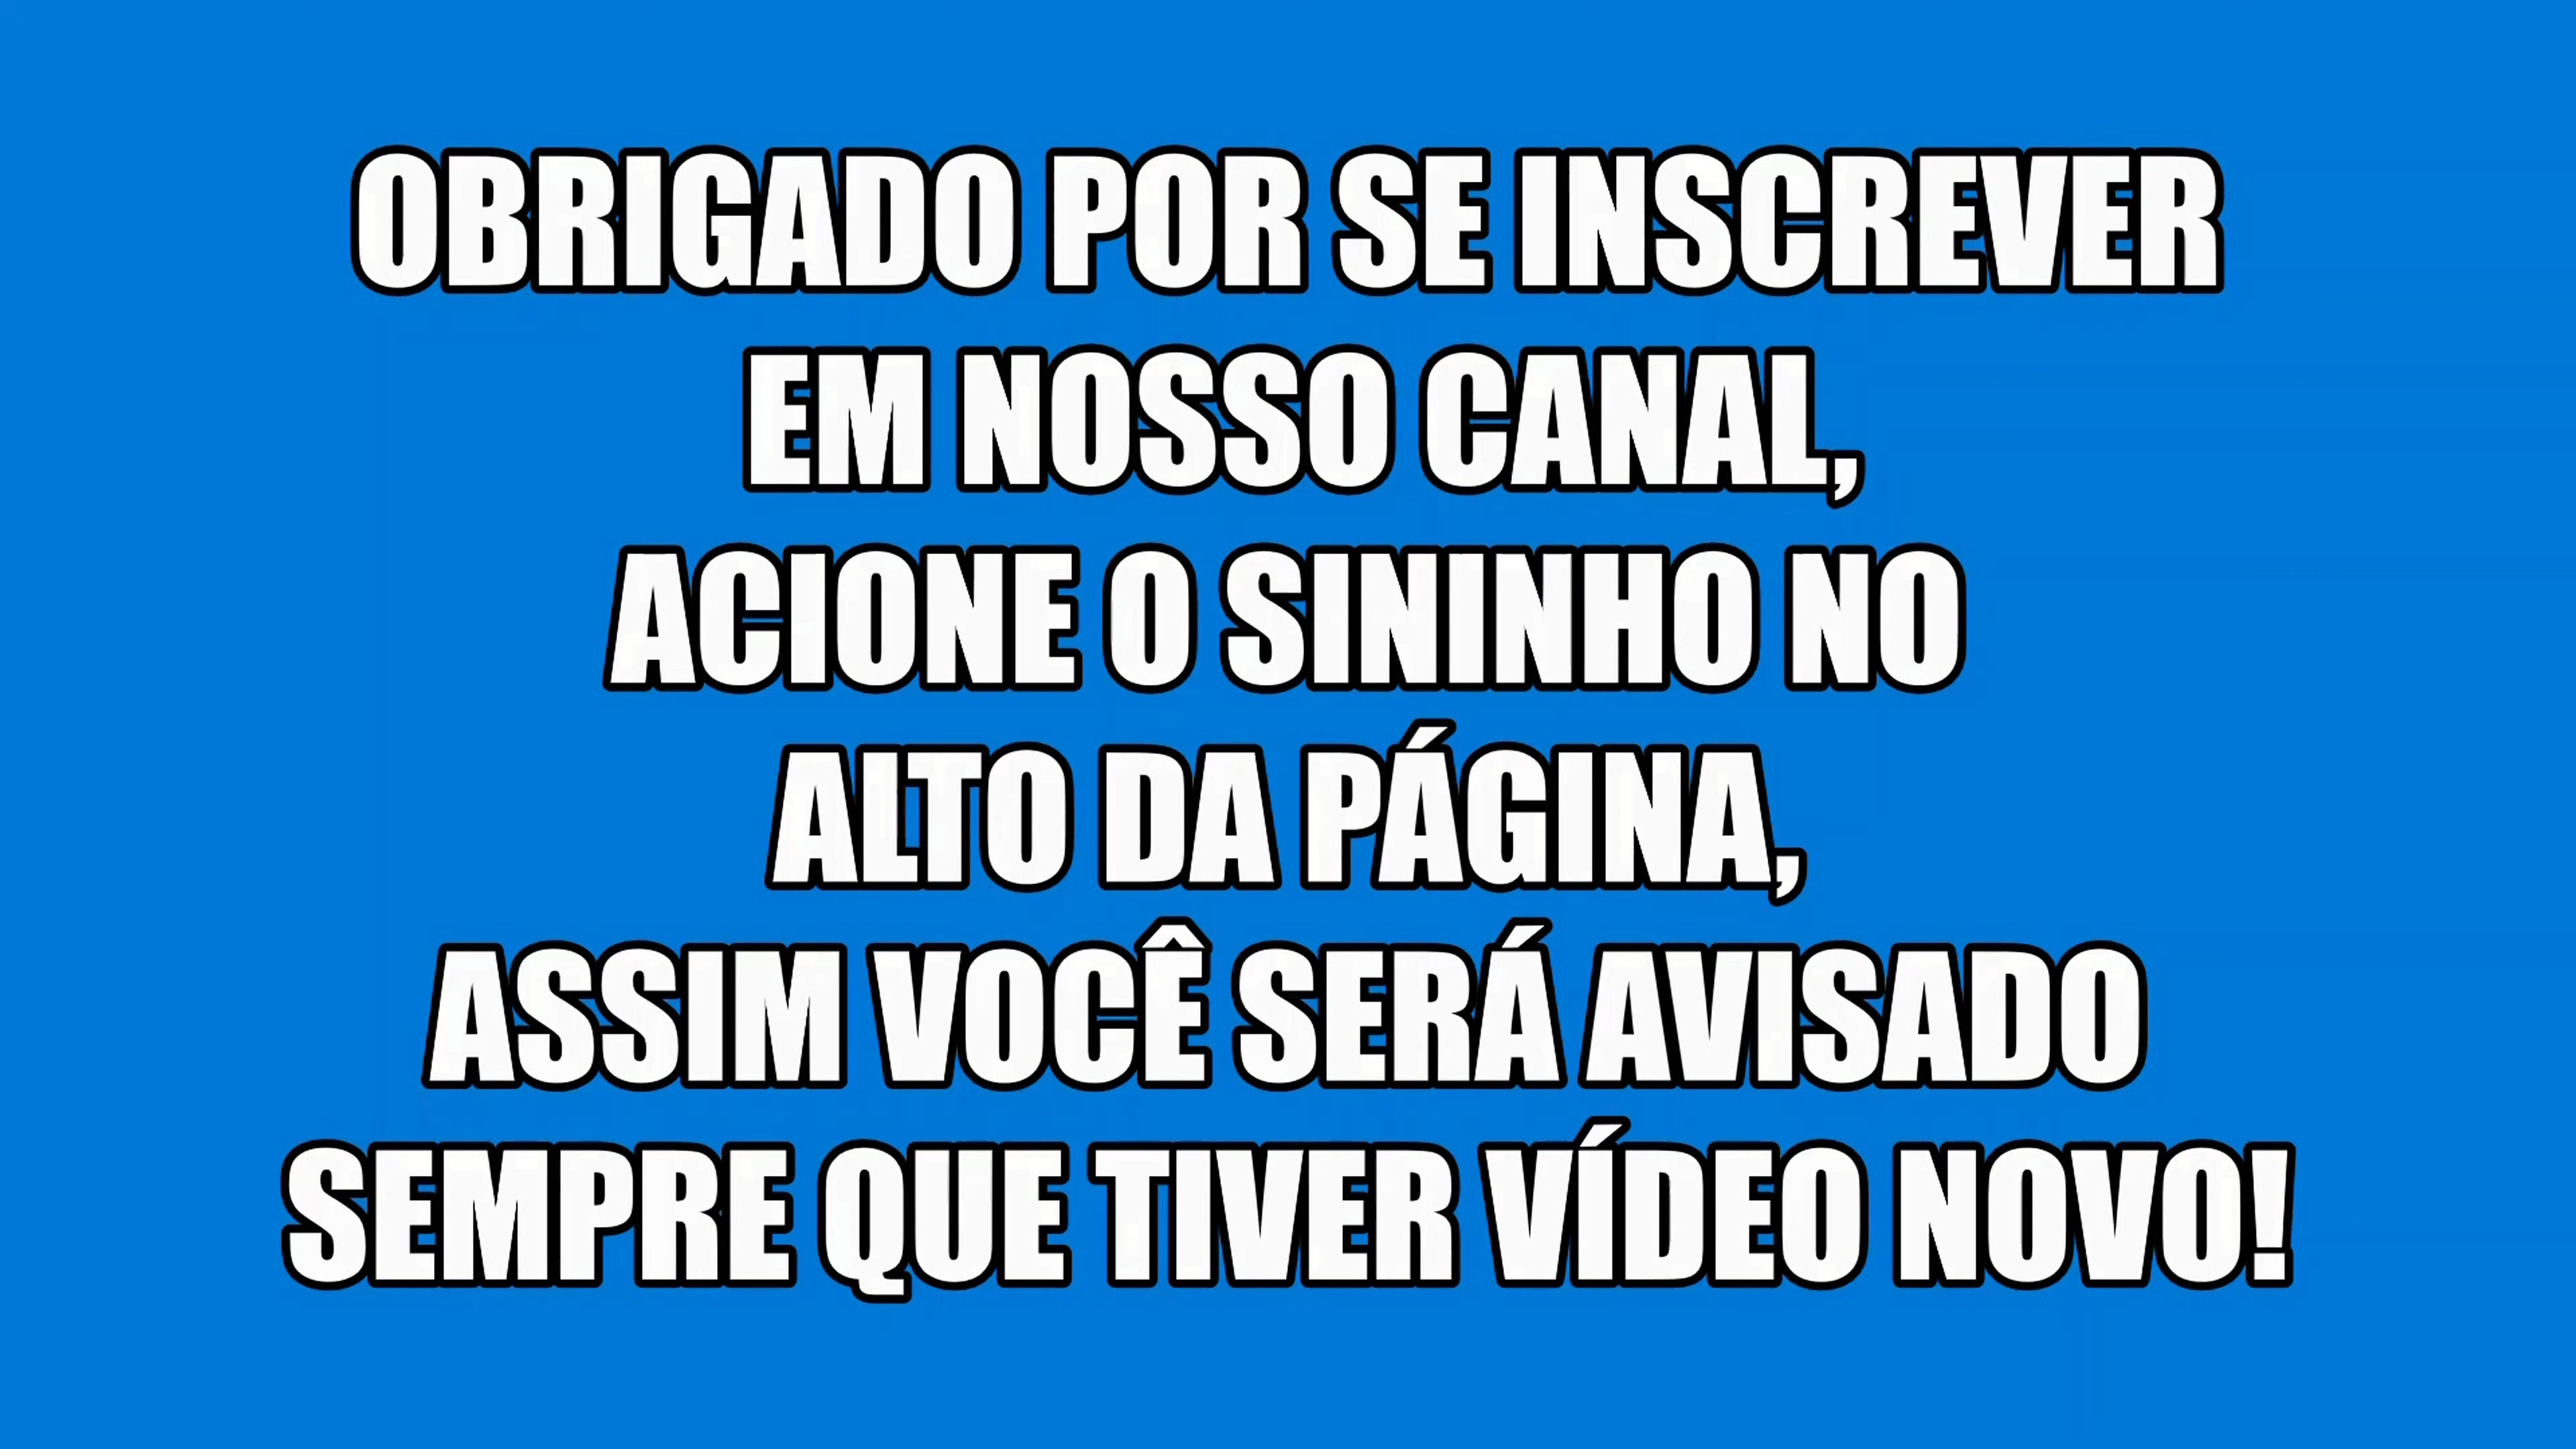 OBRIGADO POR SE INSCREVER
EM NOSSO CANAL,
ACIONE O SININHO NO
ALTO DA PÁGINA,
ASSIM VOCÊ SERÁ AVISADO
SEMPRE QUE TIVER VÍDEO NOVO!